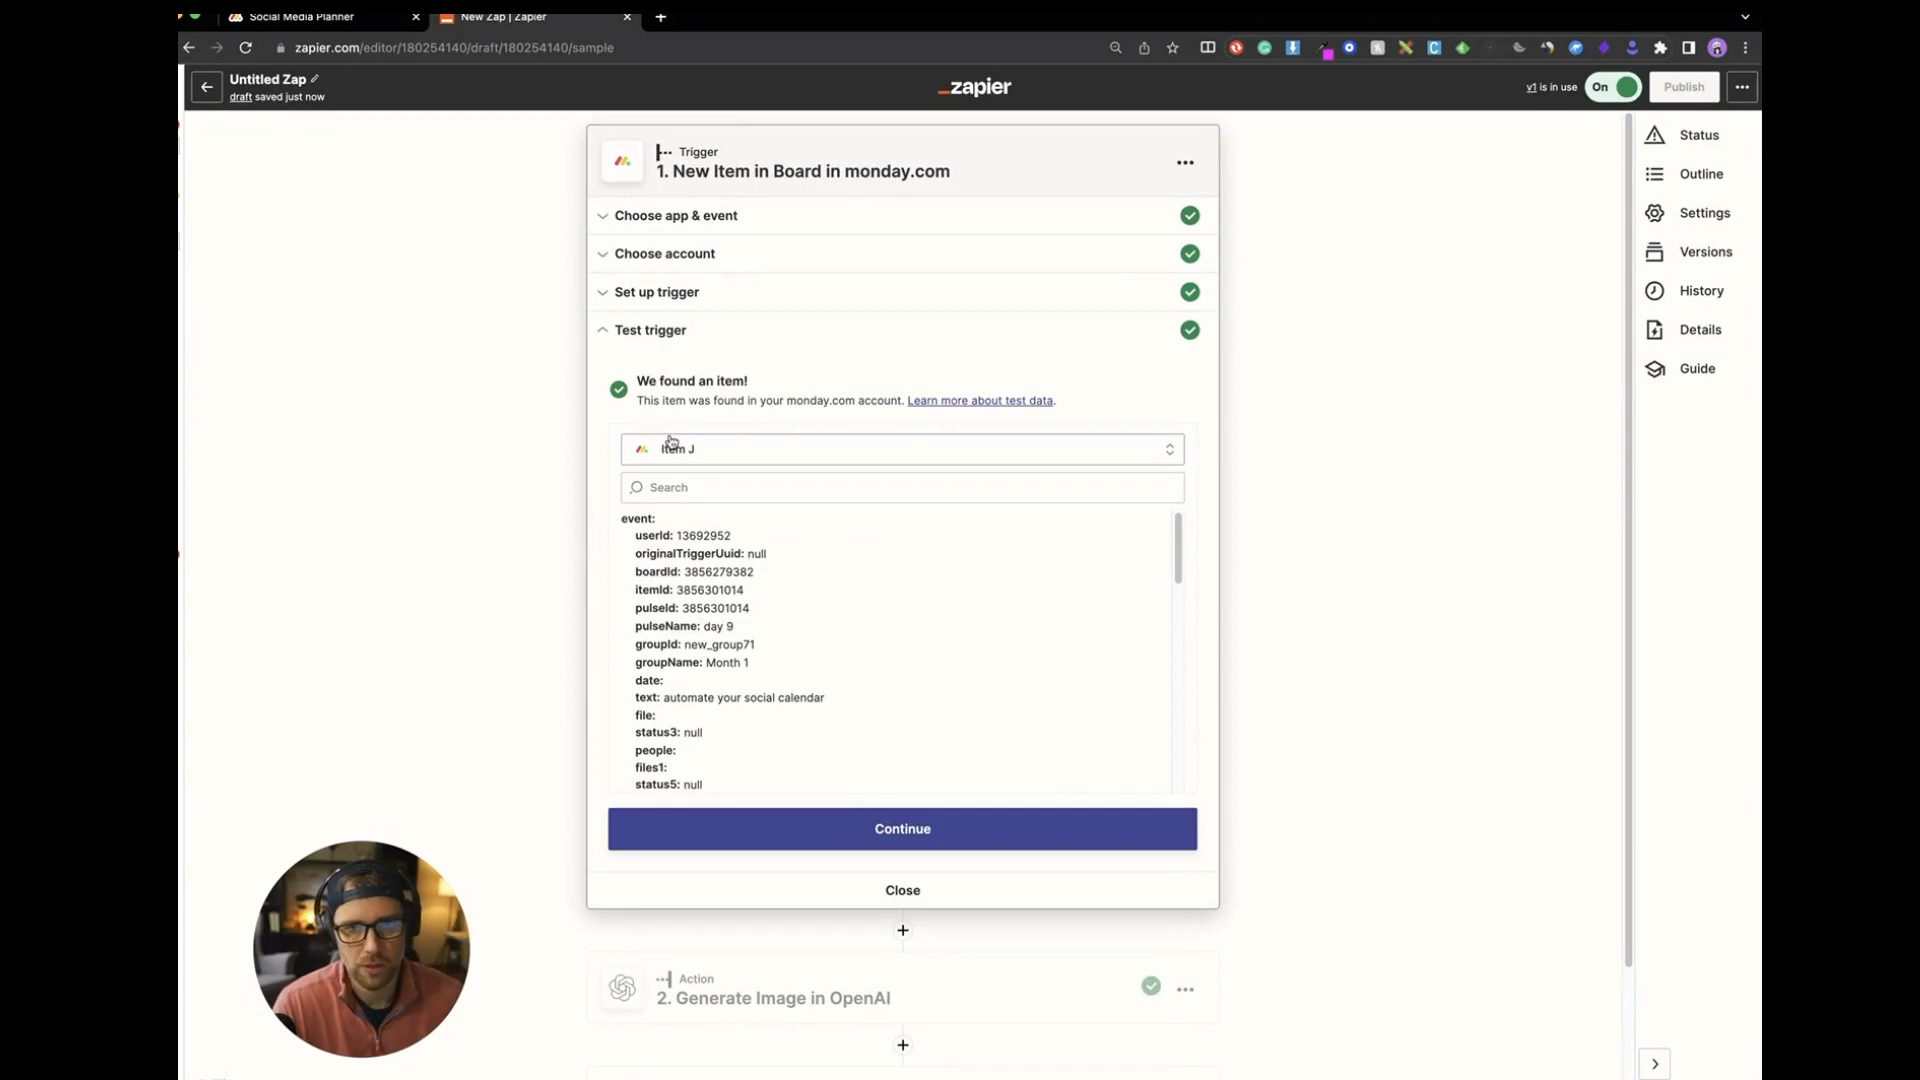 Social Media Planner
New Zap | Zapier
zapier.com/editor/180254140/draft/180254140/sample
Untitled Zap
draft saved just now
zapier
v1 is in use
On
Publish
Trigger
1. New Item in Board in monday.com
Choose app & event
Choose account
Set up trigger
Test trigger
We found an item!
This item was found in your monday.com account. Learn more about test data.
Item J
Search
event:
userId: 13692952
originalTriggerUuid: null
boardId: 3856279382
itemId: 3856301014
pulseId: 3856301014
pulseName: day 9
groupId: new_group71
groupName: Month 1
date:
text: automate your social calendar
file:
status3: null
people:
files1:
status5: null
Continue
Close
Action
2. Generate Image in OpenAI
Status
Outline
Settings
Versions
History
Details
Guide